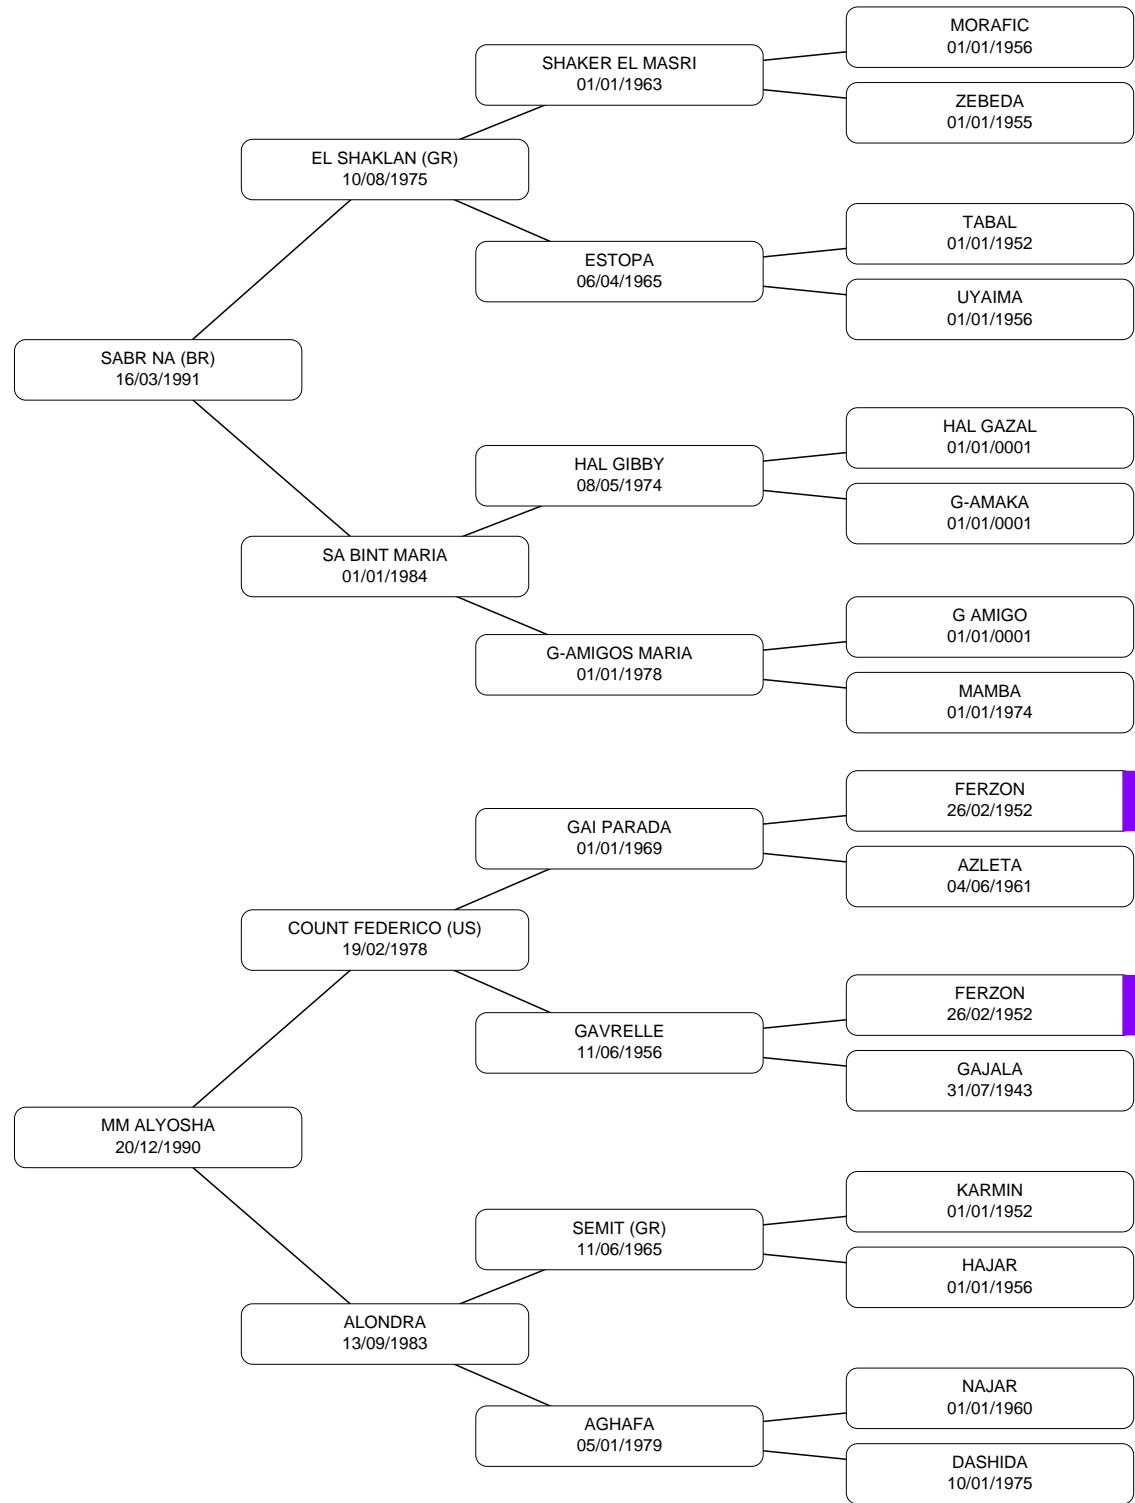 MORAFIC
01/01/1956
SHAKER EL MASRI
01/01/1963
ZEBEDA
01/01/1955
EL SHAKLAN (GR)
10/08/1975
TABAL
01/01/1952
ESTOPA
06/04/1965
UYAIMA
01/01/1956
SABR NA (BR)
16/03/1991
HAL GAZAL
01/01/0001
HAL GIBBY
08/05/1974
G-AMAKA
01/01/0001
SA BINT MARIA
01/01/1984
G AMIGO
01/01/0001
G-AMIGOS MARIA
01/01/1978
MAMBA
01/01/1974
FERZON
26/02/1952
GAI PARADA
01/01/1969
AZLETA
04/06/1961
COUNT FEDERICO (US)
19/02/1978
FERZON
26/02/1952
GAVRELLE
11/06/1956
GAJALA
31/07/1943
MM ALYOSHA
20/12/1990
KARMIN
01/01/1952
SEMIT (GR)
11/06/1965
HAJAR
01/01/1956
ALONDRA
13/09/1983
NAJAR
01/01/1960
AGHAFA
05/01/1979
DASHIDA
10/01/1975